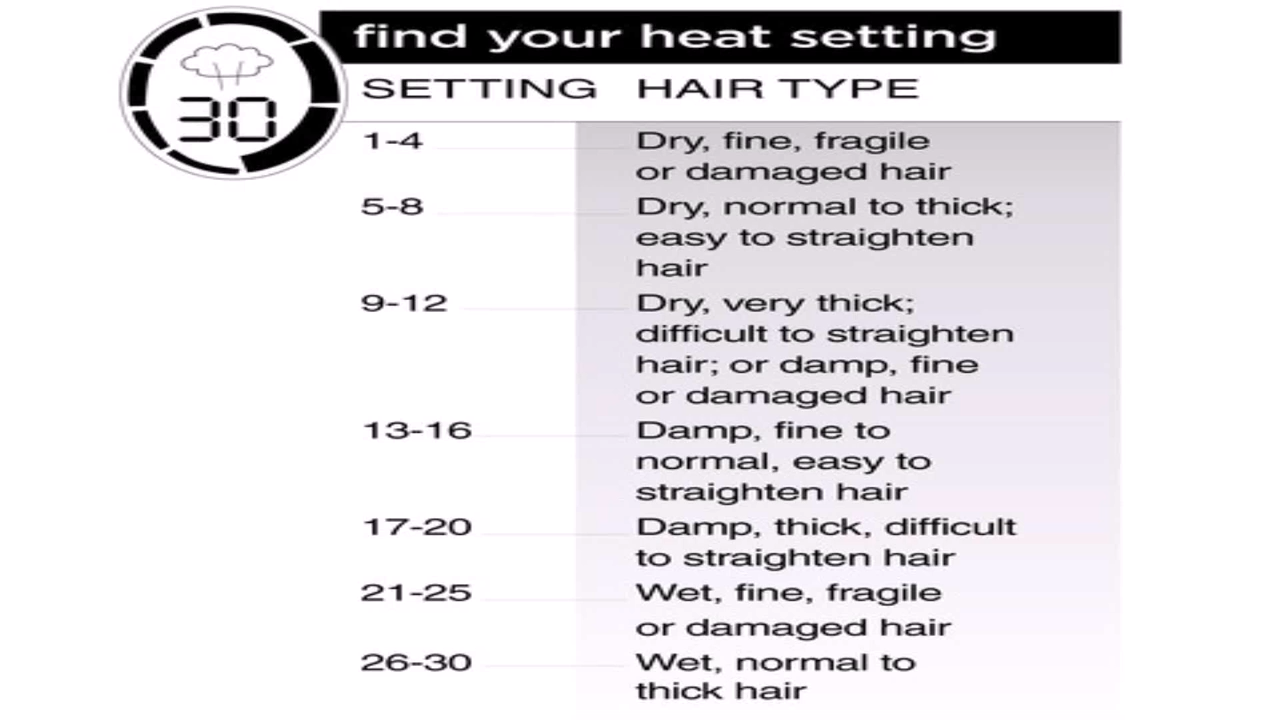 find your heat setting
30
SETTING HAIR TYPE
1-4 Dry, fine, fragile
or damaged hair
5-8 Dry, normal to thick;
easy to straighten
hair
9-12 Dry, very thick;
difficult to straighten
hair; or damp, fine
or damaged hair
13-16 Damp, fine to
normal, easy to
straighten hair
17-20 Damp, thick, difficult
to straighten hair
21-25 Wet, fine, fragile
or damaged hair
26-30 Wet, normal to
thick hair